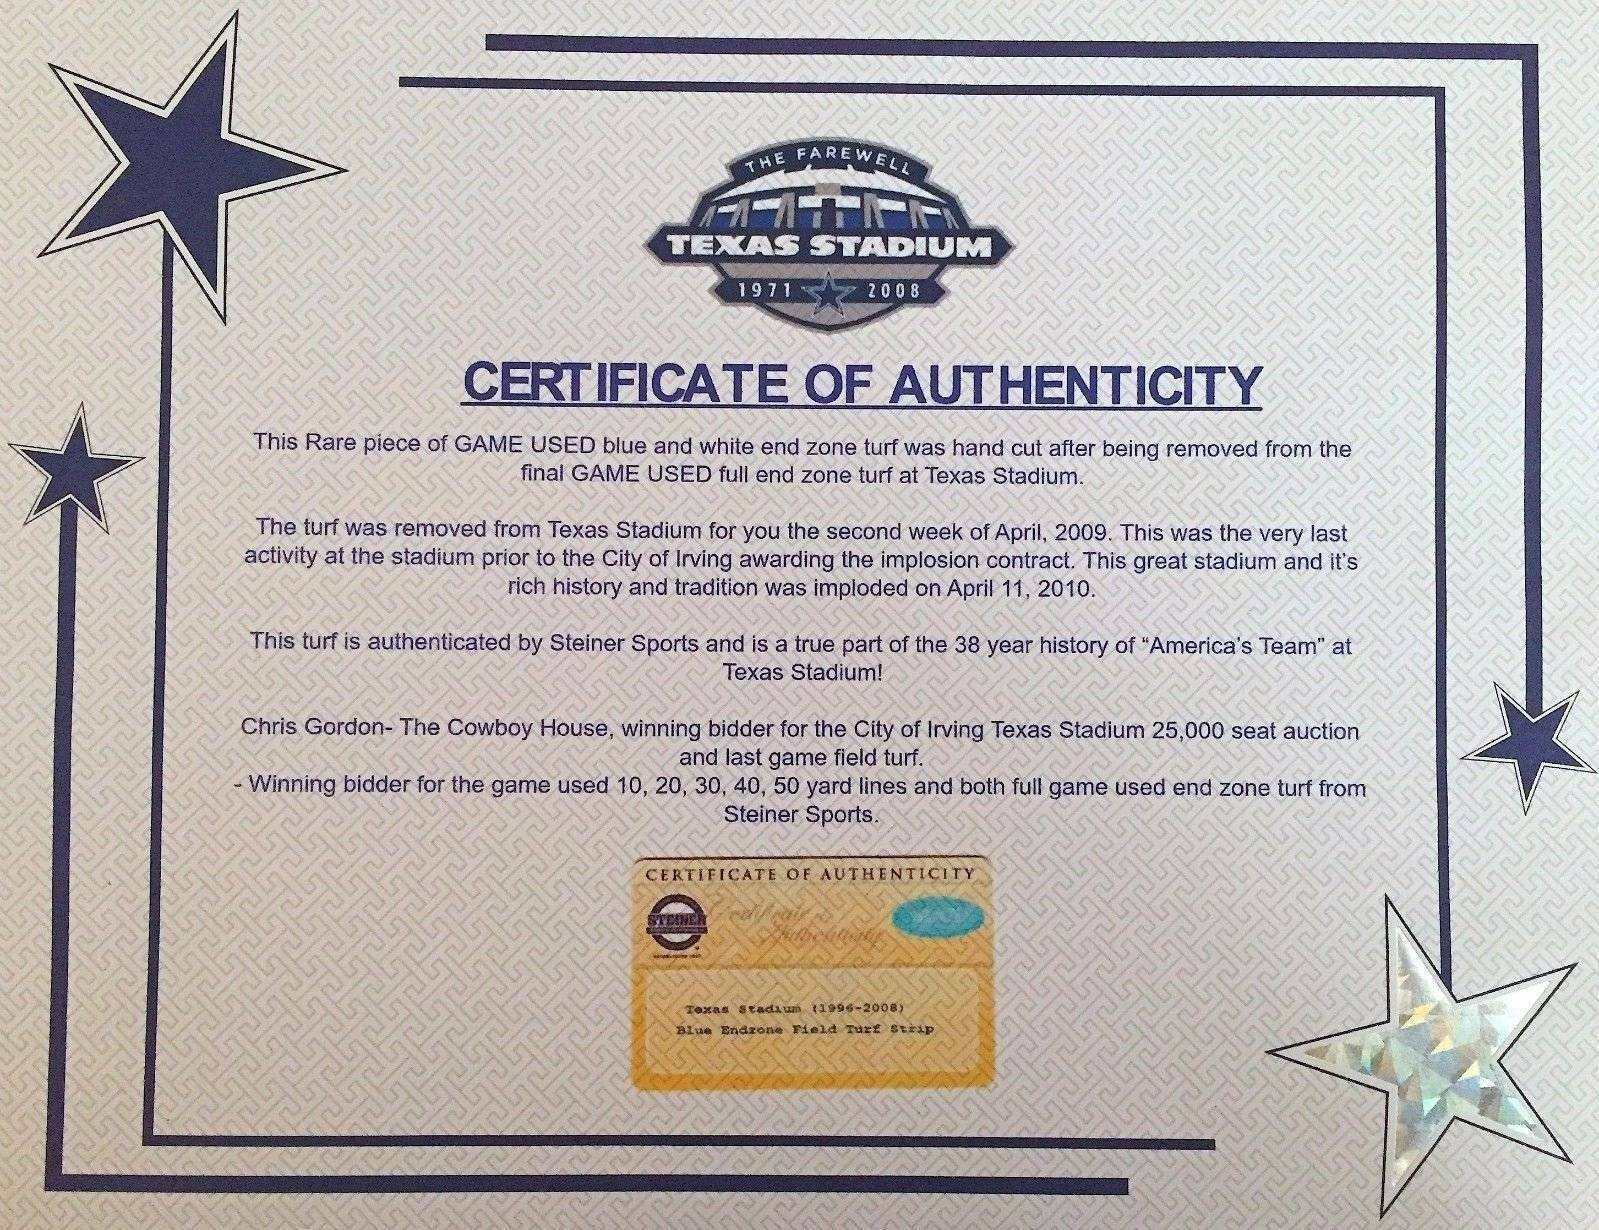 THE FAREWELL
TEXAS STADIUM
1971 2008
CERTIFICATE OF AUTHENTICITY
This Rare piece of GAME USED blue and white end zone turf was hand cut after being removed from the
final GAME USED full end zone turf at Texas Stadium.
The turf was removed from Texas Stadium for you the second week of April, 2009. This was the very last
activity at the stadium prior to the City of Irving awarding the implosion contract. This great stadium and it's
rich history and tradition was imploded on April 11, 2010.
This turf is authenticated by Steiner Sports and is a true part of the 38 year history of “America's Team” at
Texas Stadium!
Chris Gordon- The Cowboy House, winning bidder for the City of Irving Texas Stadium 25,000 seat auction
and last game field turf.
- Winning bidder for the game used 10, 20, 30, 40, 50 yard lines and both full game used end zone turf from
Steiner Sports.
CERTIFICATE OF AUTHENTICITY
STEINER
Certificate of
Authenticity
Texas Stadium (1996-2008)
Blue Endzone Field Turf Strip